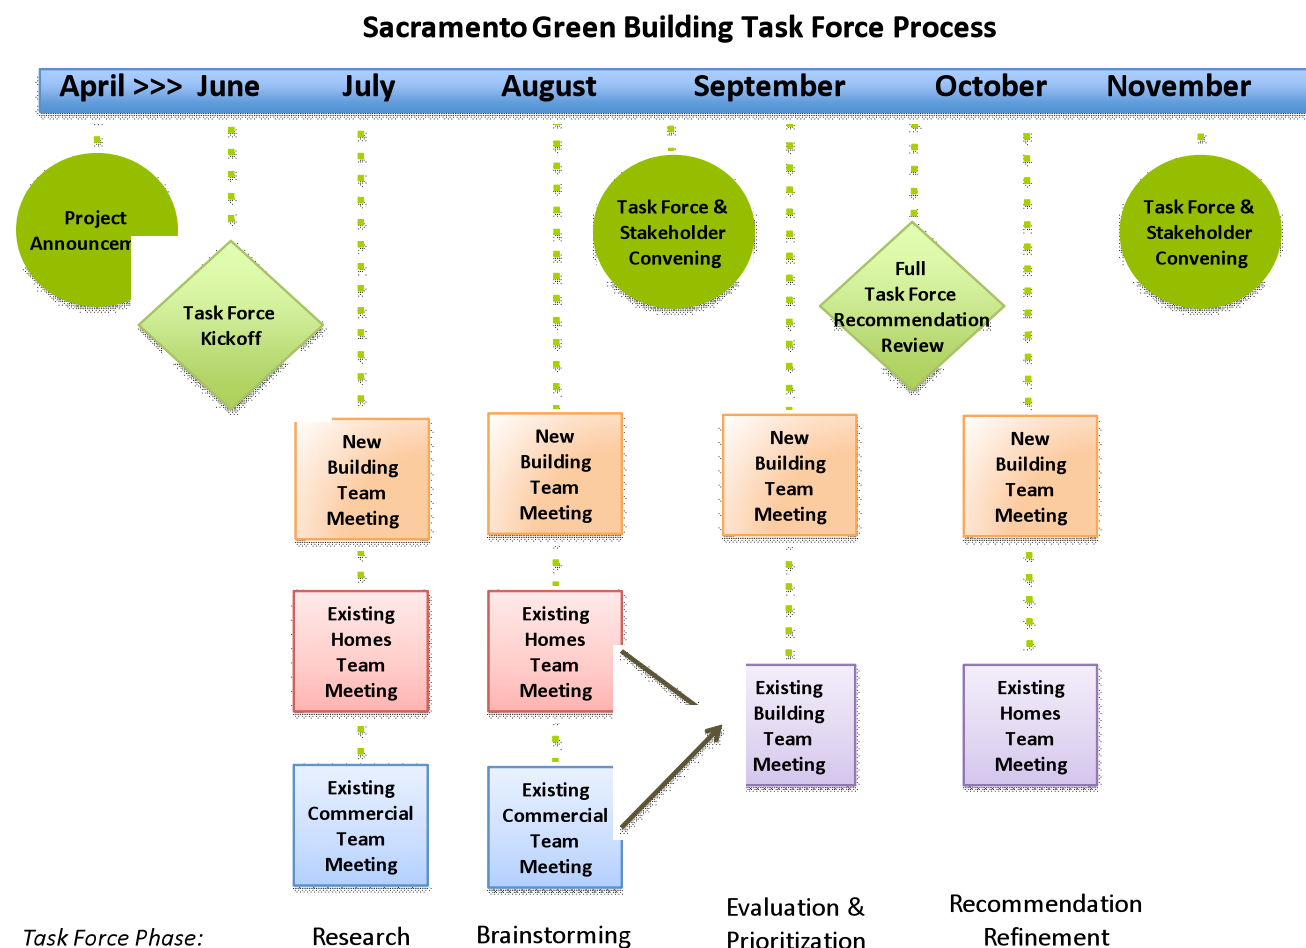 Sacramento Green Building Task Force Process
April >>> June July August September October November
Project
Announcem
Task Force
Kickoff
Task Force &
Stakeholder
Convening
Full
Task Force
Recommendation
Review
Task Force &
Stakeholder
Convening
New
Building
Team
Meeting
New
Building
Team
Meeting
New
Building
Team
Meeting
New
Building
Team
Meeting
Existing
Homes
Team
Meeting
Existing
Homes
Team
Meeting
Existing
Building
Team
Meeting
Existing
Homes
Team
Meeting
Existing
Commercial
Team
Meeting
Existing
Commercial
Team
Meeting
Task Force Phase:
Research
Brainstorming
Evaluation &
Prioritization
Recommendation
Refinement